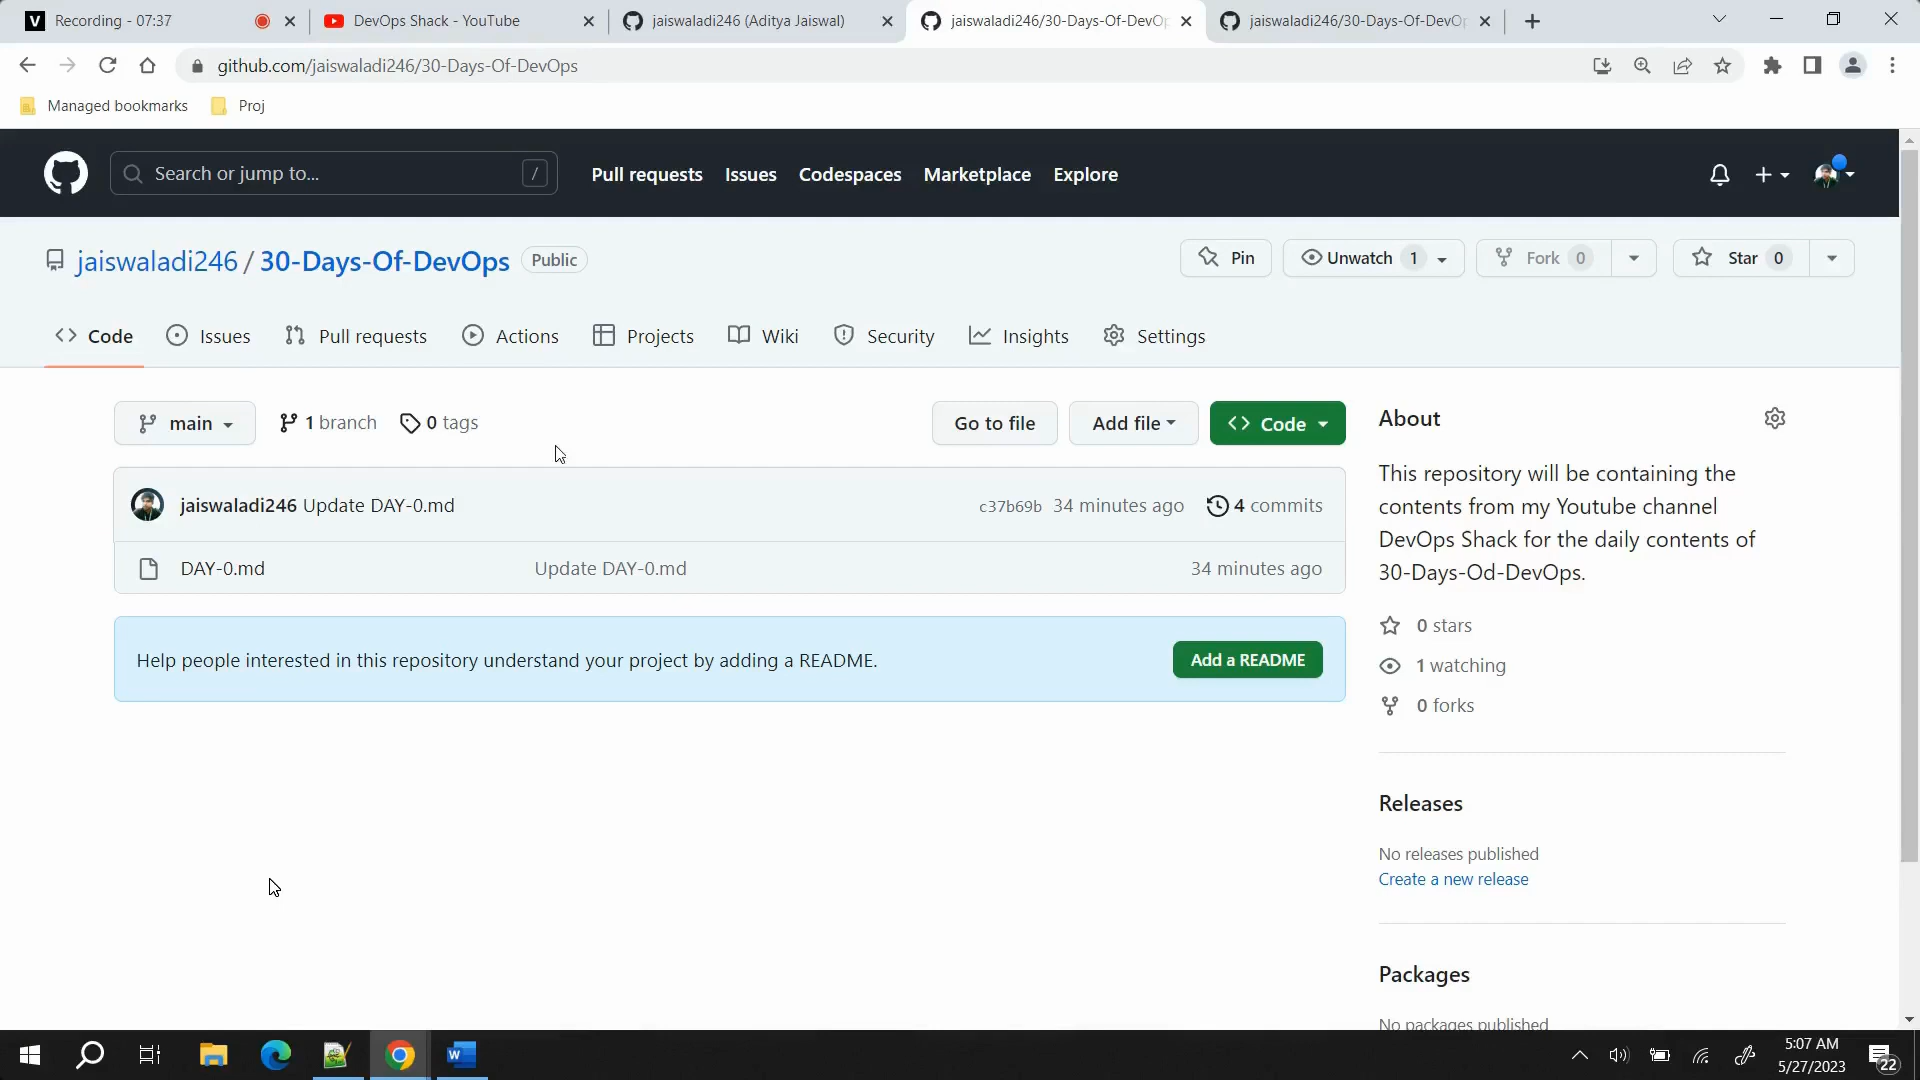 Recording - 07:37
DevOps Shack - YouTube
jaiswaladi246 (Aditya Jaiswal)
jaiswaladi246/30-Days-Of-DevOp
jaiswaladi246/30-Days-Of-DevOp
github.com/jaiswaladi246/30-Days-Of-DevOps
Managed bookmarks
Proj
Search or jump to...
/
Pull requests
Issues
Codespaces
Marketplace
Explore
jaiswaladi246 / 30-Days-Of-DevOps
Public
Pin
Unwatch 1
Fork 0
Star 0
Code
Issues
Pull requests
Actions
Projects
Wiki
Security
Insights
Settings
main
1 branch
0 tags
Go to file
Add file
Code
jaiswaladi246 Update DAY-0.md
c37b69b 34 minutes ago
4 commits
DAY-0.md
Update DAY-0.md
34 minutes ago
Help people interested in this repository understand your project by adding a README.
Add a README
About
This repository will be containing the
contents from my Youtube channel
DevOps Shack for the daily contents of
30-Days-Od-DevOps.
0 stars
1 watching
0 forks
Releases
No releases published
Create a new release
Packages
No packages published
5:07 AM
5/27/2023
22